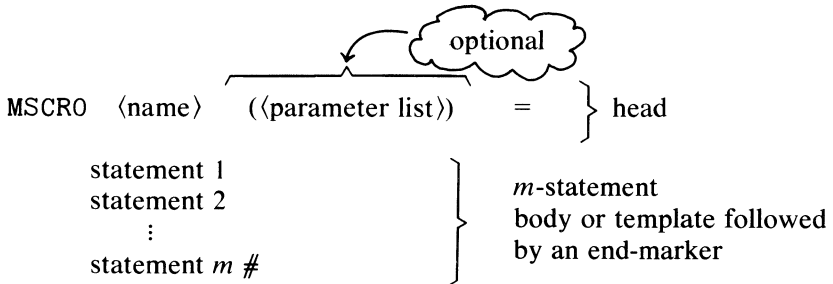 optional
MSCRO ⟨name⟩ (⟨parameter list⟩) = } head
statement 1
statement 2
⋮
statement m #
m-statement
body or template followed
by an end-marker